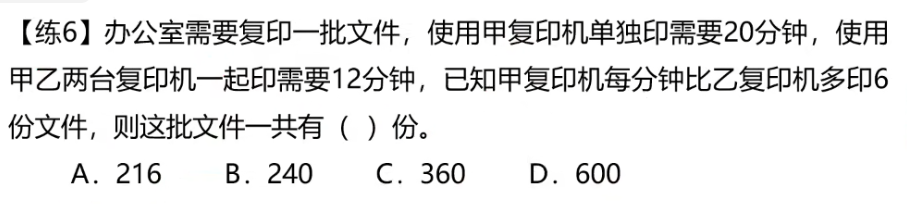 【练6】办公室需要复印一批文件，使用甲复印机单独印需要20分钟，使用
甲乙两台复印机一起印需要12分钟，已知甲复印机每分钟比乙复印机多印6
份文件，则这批文件一共有（ ）份。
A．216 B．240 C．360 D．600